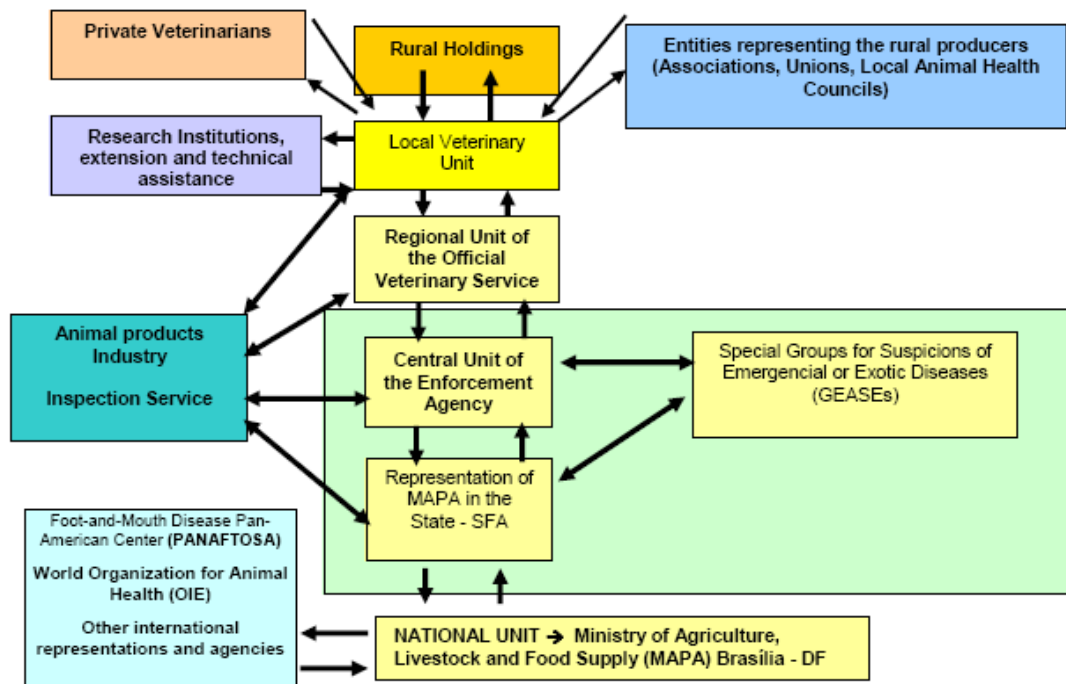 Private Veterinarians
Rural Holdings
Entities representing the rural producers
(Associations, Unions, Local Animal Health
Councils)
Research Institutions,
extension and technical
assistance
Local Veterinary
Unit
Regional Unit of
the Official
Veterinary Service
Animal products
Industry
Inspection Service
Central Unit of
the Enforcement
Agency
Special Groups for Suspicions of
Emergencial or Exotic Diseases
(GEASEs)
Representation of
MAPA in the
State - SFA
Foot-and-Mouth Disease Pan-
American Center (PANAFTOSA)
World Organization for Animal
Health (OIE)
Other international
representations and agencies
NATIONAL UNIT → Ministry of Agriculture,
Livestock and Food Supply (MAPA) Brasília - DF